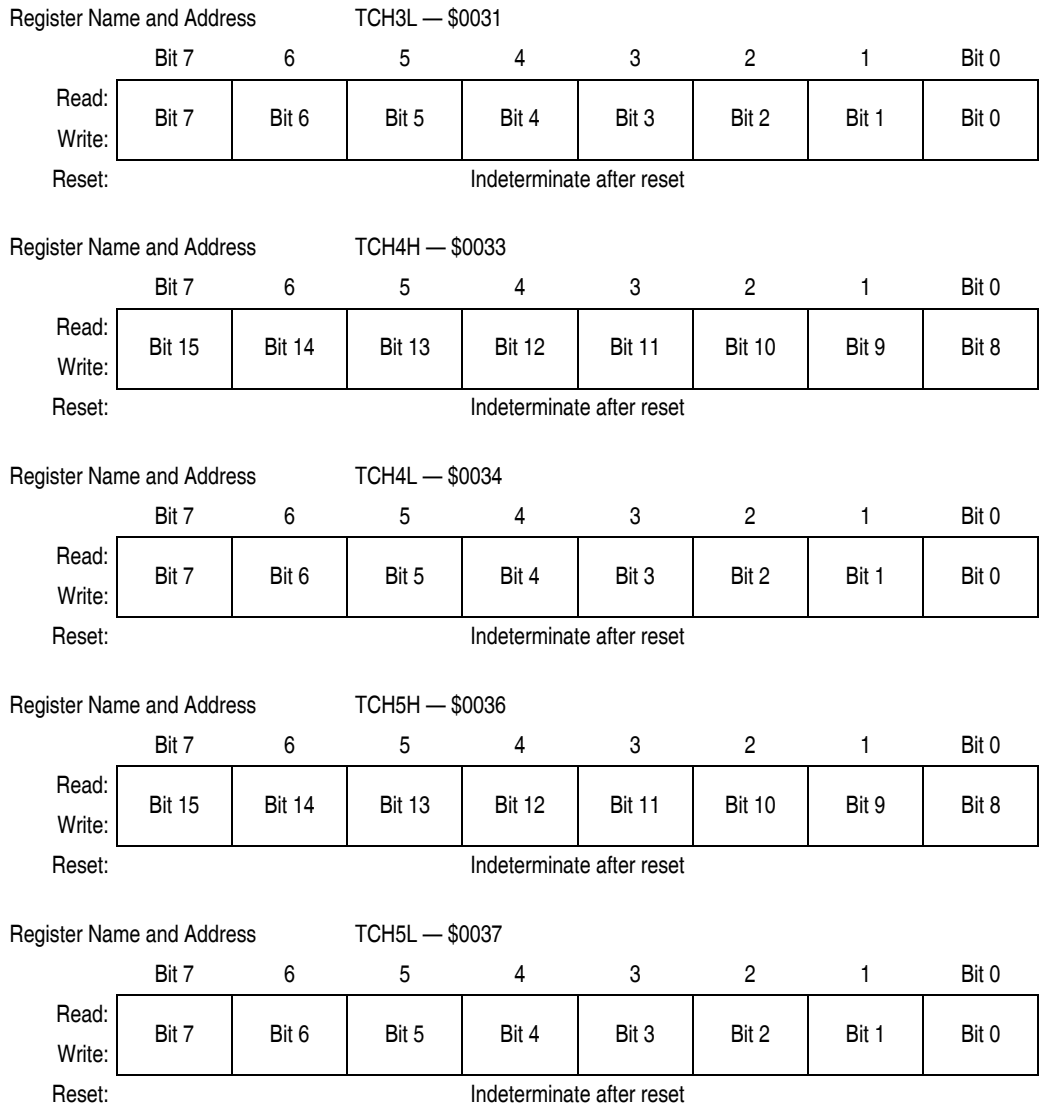 Register Name and Address TCH3L — $0031
Bit 7 6 5 4 3 2 1 Bit 0
Read:
Bit 7 Bit 6 Bit 5 Bit 4 Bit 3 Bit 2 Bit 1 Bit 0
Write:
Reset: Indeterminate after reset
Register Name and Address TCH4H — $0033
Bit 7 6 5 4 3 2 1 Bit 0
Read:
Bit 15 Bit 14 Bit 13 Bit 12 Bit 11 Bit 10 Bit 9 Bit 8
Write:
Reset: Indeterminate after reset
Register Name and Address TCH4L — $0034
Bit 7 6 5 4 3 2 1 Bit 0
Read:
Bit 7 Bit 6 Bit 5 Bit 4 Bit 3 Bit 2 Bit 1 Bit 0
Write:
Reset: Indeterminate after reset
Register Name and Address TCH5H — $0036
Bit 7 6 5 4 3 2 1 Bit 0
Read:
Bit 15 Bit 14 Bit 13 Bit 12 Bit 11 Bit 10 Bit 9 Bit 8
Write:
Reset: Indeterminate after reset
Register Name and Address TCH5L — $0037
Bit 7 6 5 4 3 2 1 Bit 0
Read:
Bit 7 Bit 6 Bit 5 Bit 4 Bit 3 Bit 2 Bit 1 Bit 0
Write:
Reset: Indeterminate after reset